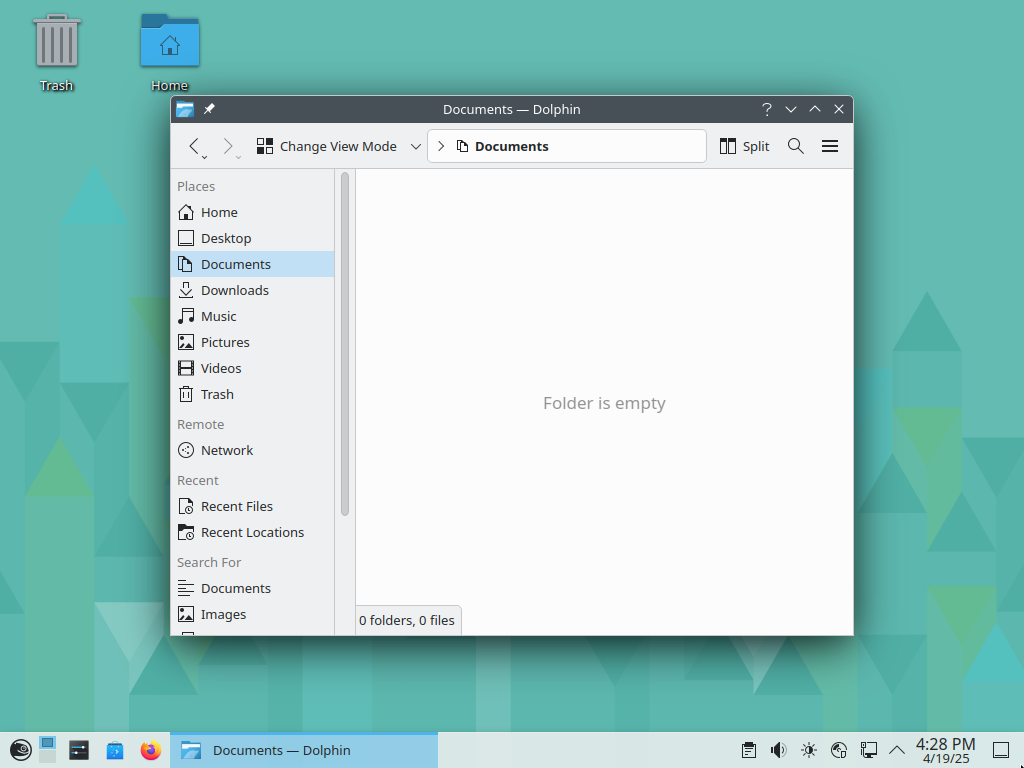 Trash
Home
Documents — Dolphin
Change View Mode
Documents
Split
Places
Home
Desktop
Documents
Downloads
Music
Pictures
Videos
Trash
Remote
Network
Recent
Recent Files
Recent Locations
Search For
Documents
Images
Folder is empty
0 folders, 0 files
Documents — Dolphin
4:28 PM
4/19/25